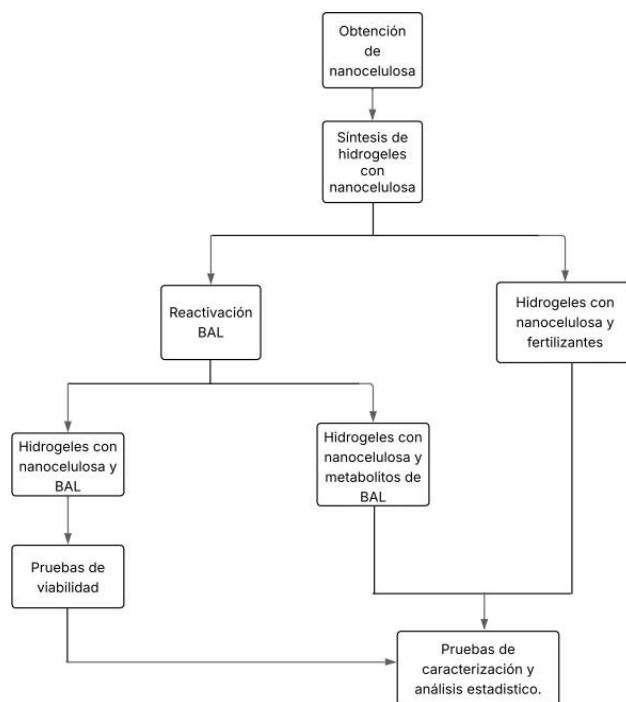 Obtención
de
nanocelulosa
Síntesis de
hidrogeles
con
nanocelulosa
Reactivación
BAL
Hidrogeles con
nanocelulosa y
fertilizantes
Hidrogeles con
nanocelulosa y
BAL
Hidrogeles con
nanocelulosa y
metabolitos de
BAL
Pruebas de
viabilidad
Pruebas de
caracterización y
análisis estadistico.